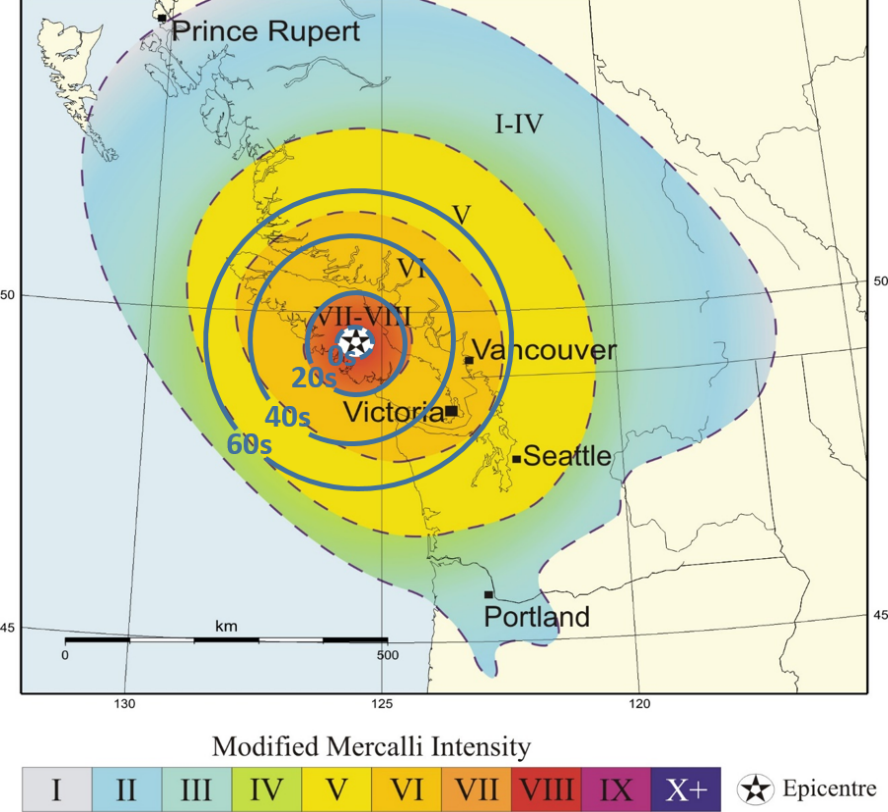 Prince Rupert
I-IV
V
VI
50
50
VII-VIII
Vancouver
0s
20s
Victoria
40s
60s
Seattle
Portland
45
45
km
0
500
130
125
120
Modified Mercalli Intensity
I II III IV V VI VII VIII IX X+
Epicentre